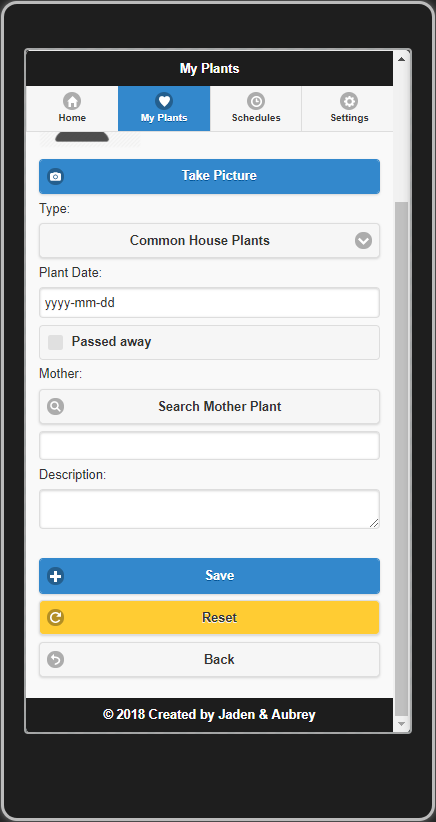 My Plants
Home My Plants Schedules Settings
Take Picture
Type:
Common House Plants
Plant Date:
yyyy-mm-dd
Passed away
Mother:
Search Mother Plant
Description:
Save
Reset
Back
© 2018 Created by Jaden & Aubrey